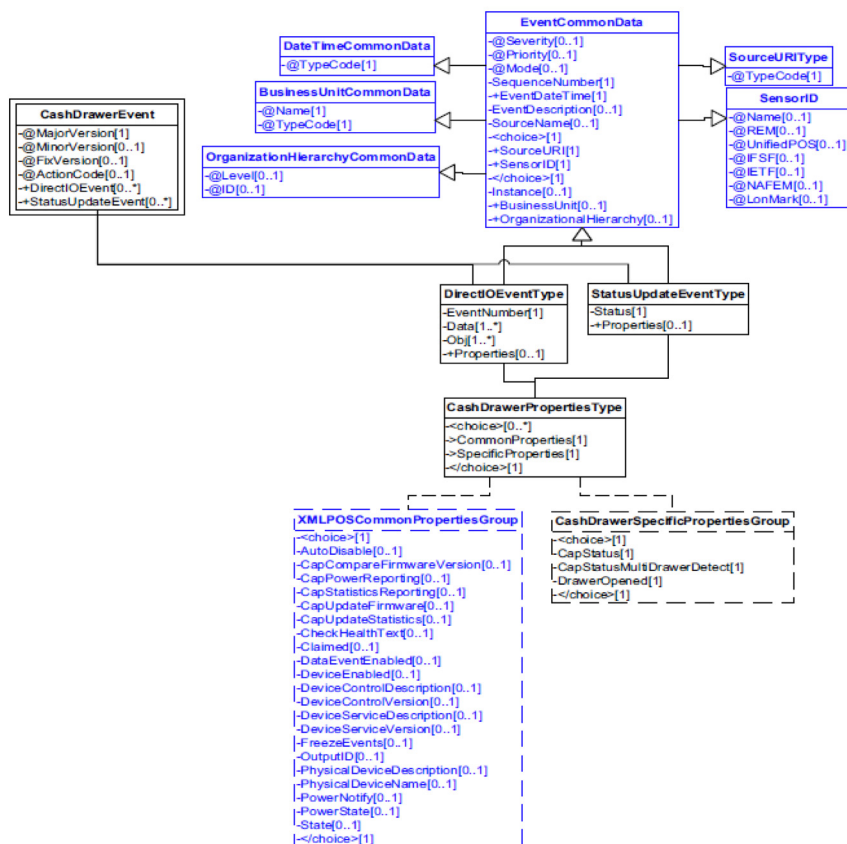 EventCommonData
-@Severity[0..1]
-@Priority[0..1]
-@Mode[0..1]
-SequenceNumber[1]
-+EventDateTime[1]
-EventDescription[0..1]
-SourceName[0..1]
-<choice>[1]
-+SourceURI[1]
-+SensorID[1]
-</choice>[1]
-Instance[0..1]
-+BusinessUnit[0..1]
-+OrganizationalHierarchy[0..1]
DateTimeCommonData
-@TypeCode[1]
BusinessUnitCommonData
-@Name[1]
-@TypeCode[1]
OrganizationHierarchyCommonData
-@Level[0..1]
-@ID[0..1]
SourceURIType
-@TypeCode[1]
SensorID
-@Name[0..1]
-@REM[0..1]
-@UnifiedPOS[0..1]
-@IFSF[0..1]
-@IETF[0..1]
-@NAFEM[0..1]
-@LonMark[0..1]
CashDrawerEvent
-@MajorVersion[1]
-@MinorVersion[0..1]
-@FixVersion[0..1]
-@ActionCode[0..1]
-+DirectIOEvent[0..*]
-+StatusUpdateEvent[0..*]
DirectIOEventType
-EventNumber[1]
-Data[1..*]
-Obj[1..*]
-+Properties[0..1]
StatusUpdateEventType
-Status[1]
-+Properties[0..1]
CashDrawerPropertiesType
-<choice>[0..*]
->CommonProperties[1]
->SpecificProperties[1]
-</choice>[1]
XMLPOSCommonPropertiesGroup
-<choice>[1]
-AutoDisable[0..1]
-CapCompareFirmwareVersion[0..1]
-CapPowerReporting[0..1]
-CapStatisticsReporting[0..1]
-CapUpdateFirmware[0..1]
-CapUpdateStatistics[0..1]
-CheckHealthText[0..1]
-Claimed[0..1]
-DataEventEnabled[0..1]
-DeviceEnabled[0..1]
-DeviceControlDescription[0..1]
-DeviceControlVersion[0..1]
-DeviceServiceDescription[0..1]
-DeviceServiceVersion[0..1]
-FreezeEvents[0..1]
-OutputID[0..1]
-PhysicalDeviceDescription[0..1]
-PhysicalDeviceName[0..1]
-PowerNotify[0..1]
-PowerState[0..1]
-State[0..1]
-</choice>[1]
CashDrawerSpecificPropertiesGroup
-<choice>[1]
-CapStatus[1]
-CapStatusMultiDrawerDetect[1]
-DrawerOpened[1]
-</choice>[1]